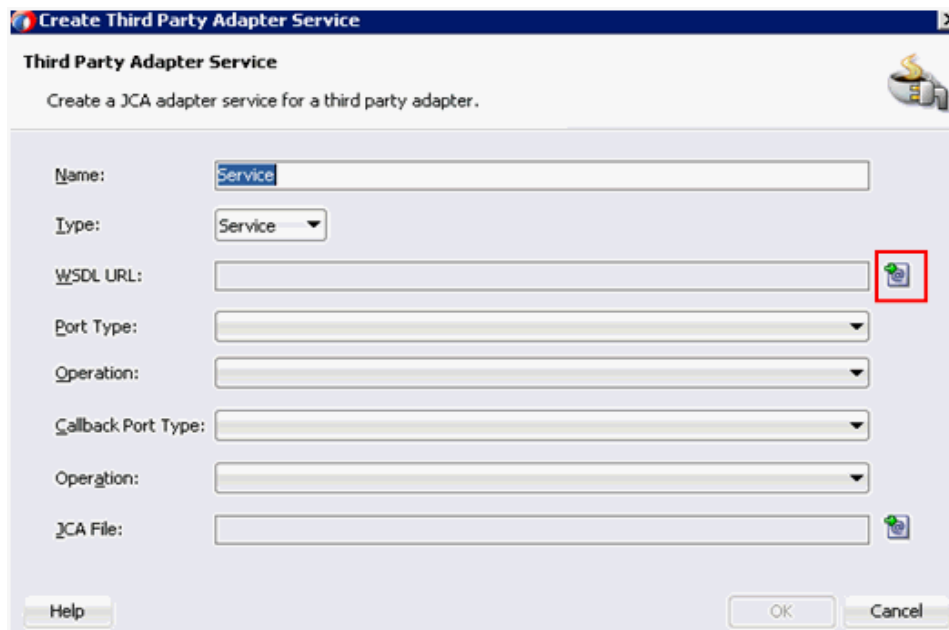 Create Third Party Adapter Service
Third Party Adapter Service
Create a JCA adapter service for a third party adapter.
Name: Service
Type: Service
WSDL URL:
Port Type:
Operation:
Callback Port Type:
Operation:
JCA File:
Help OK Cancel